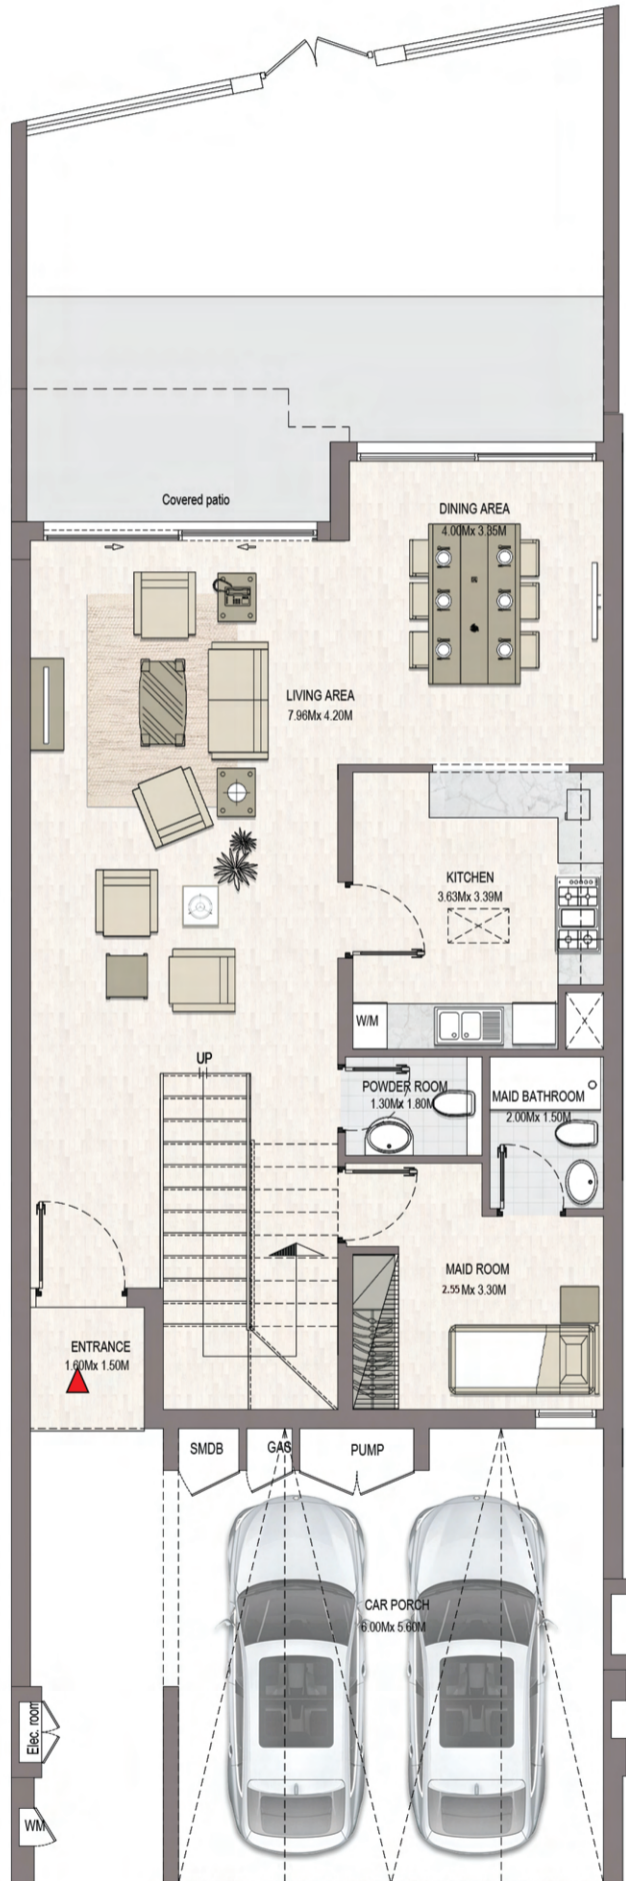 Covered patio
DINING AREA
4.00Mx 3.35M
LIVING AREA
7.96Mx 4.20M
KITCHEN
3.63Mx 3.39M
W/M
X
UP
POWDER ROOM
1.30Mx 1.80M
MAID BATHROOM
2.00Mx 1.50M
MAID ROOM
2.55 Mx 3.30M
ENTRANCE
1.60Mx 1.50M
SMDB
GAS
PUMP
CAR PORCH
6.00Mx 5.60M
Elec. room
WM